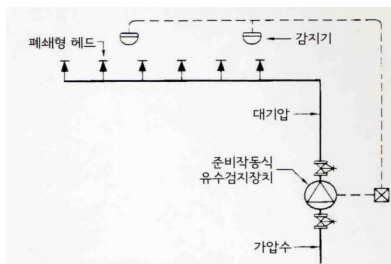 폐쇄형 헤드
감지기
대기압
준비작동식
유수검지장치
가압수